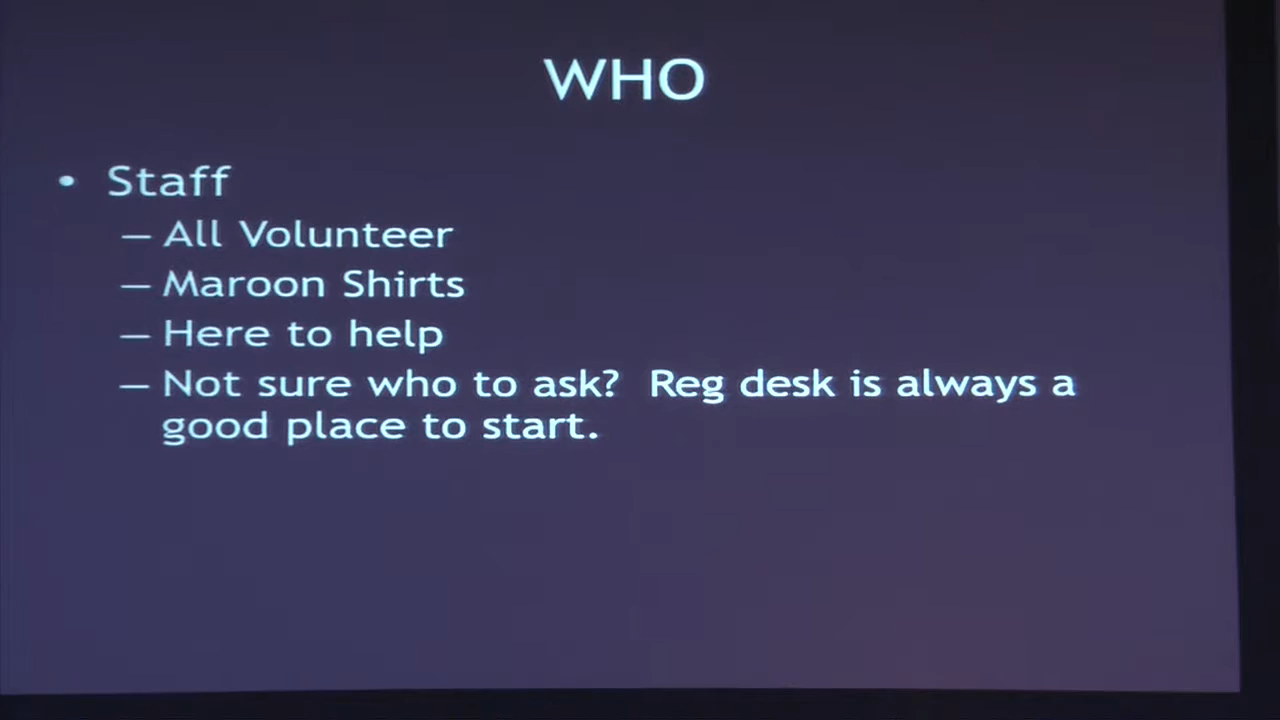 WHO
• Staff
– All Volunteer
– Maroon Shirts
– Here to help
– Not sure who to ask?  Reg desk is always a
good place to start.